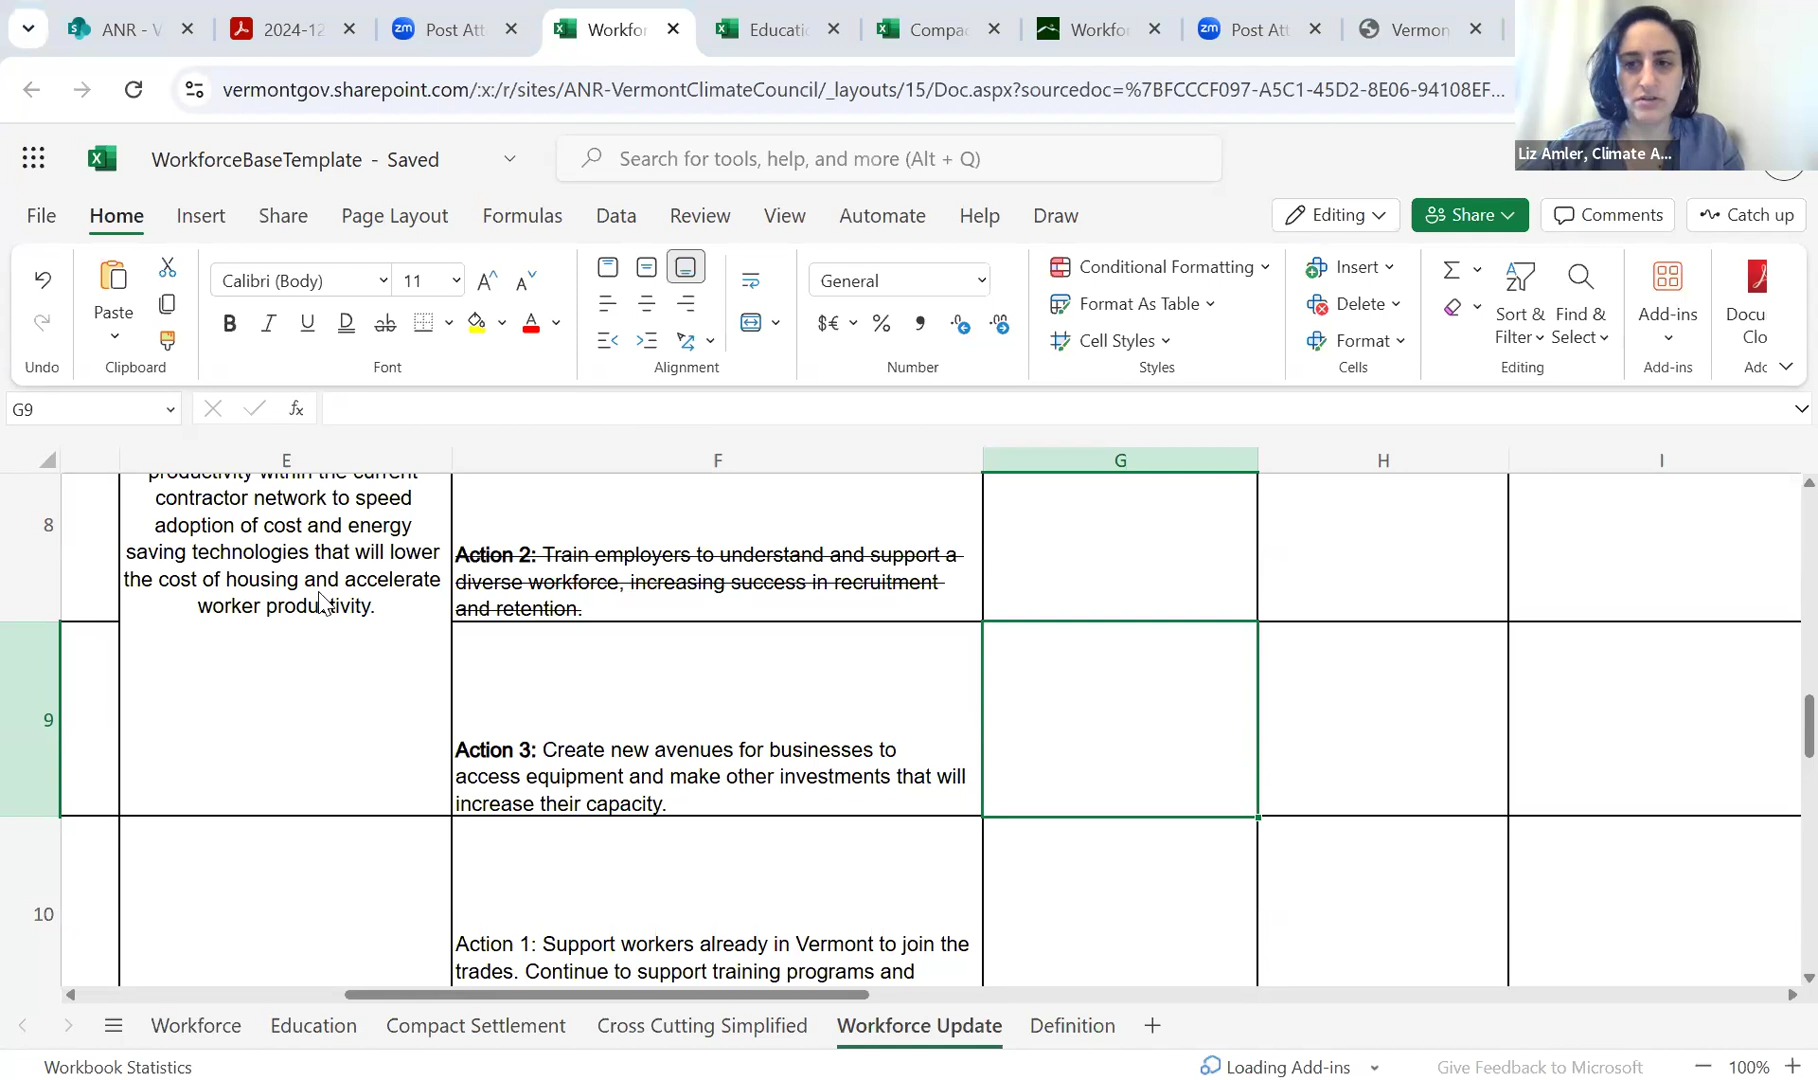 ANR - V
2024-12
Post Att
Workfor
Educatio
Compac
Workfor
Post Att
Vermon
vermontgov.sharepoint.com/:x:/r/sites/ANR-VermontClimateCouncil/_layouts/15/Doc.aspx?sourcedoc=%7BFCCCF097-A5C1-45D2-8E06-94108EF...
Liz Amler, Climate A...
WorkforceBaseTemplate - Saved
Search for tools, help, and more (Alt + Q)
File Home Insert Share Page Layout Formulas Data Review View Automate Help Draw
Editing Share Comments Catch up
Paste
Calibri (Body) 11
General
Conditional Formatting
Format As Table
Cell Styles
Insert
Delete
Format
Sort & Filter
Find & Select
Add-ins
Docu
Clo
Undo Clipboard Font Alignment Number Styles Cells Editing Add-ins Adc
G9
fx
E F G H I
8
productivity within the current
contractor network to speed
adoption of cost and energy
saving technologies that will lower
the cost of housing and accelerate
worker productivity.
Action 2: Train employers to understand and support a
diverse workforce, increasing success in recruitment
and retention.
9
Action 3: Create new avenues for businesses to
access equipment and make other investments that will
increase their capacity.
10
Action 1: Support workers already in Vermont to join the
trades. Continue to support training programs and
Workforce Education Compact Settlement Cross Cutting Simplified Workforce Update Definition
Workbook Statistics
Loading Add-ins
Give Feedback to Microsoft
100%